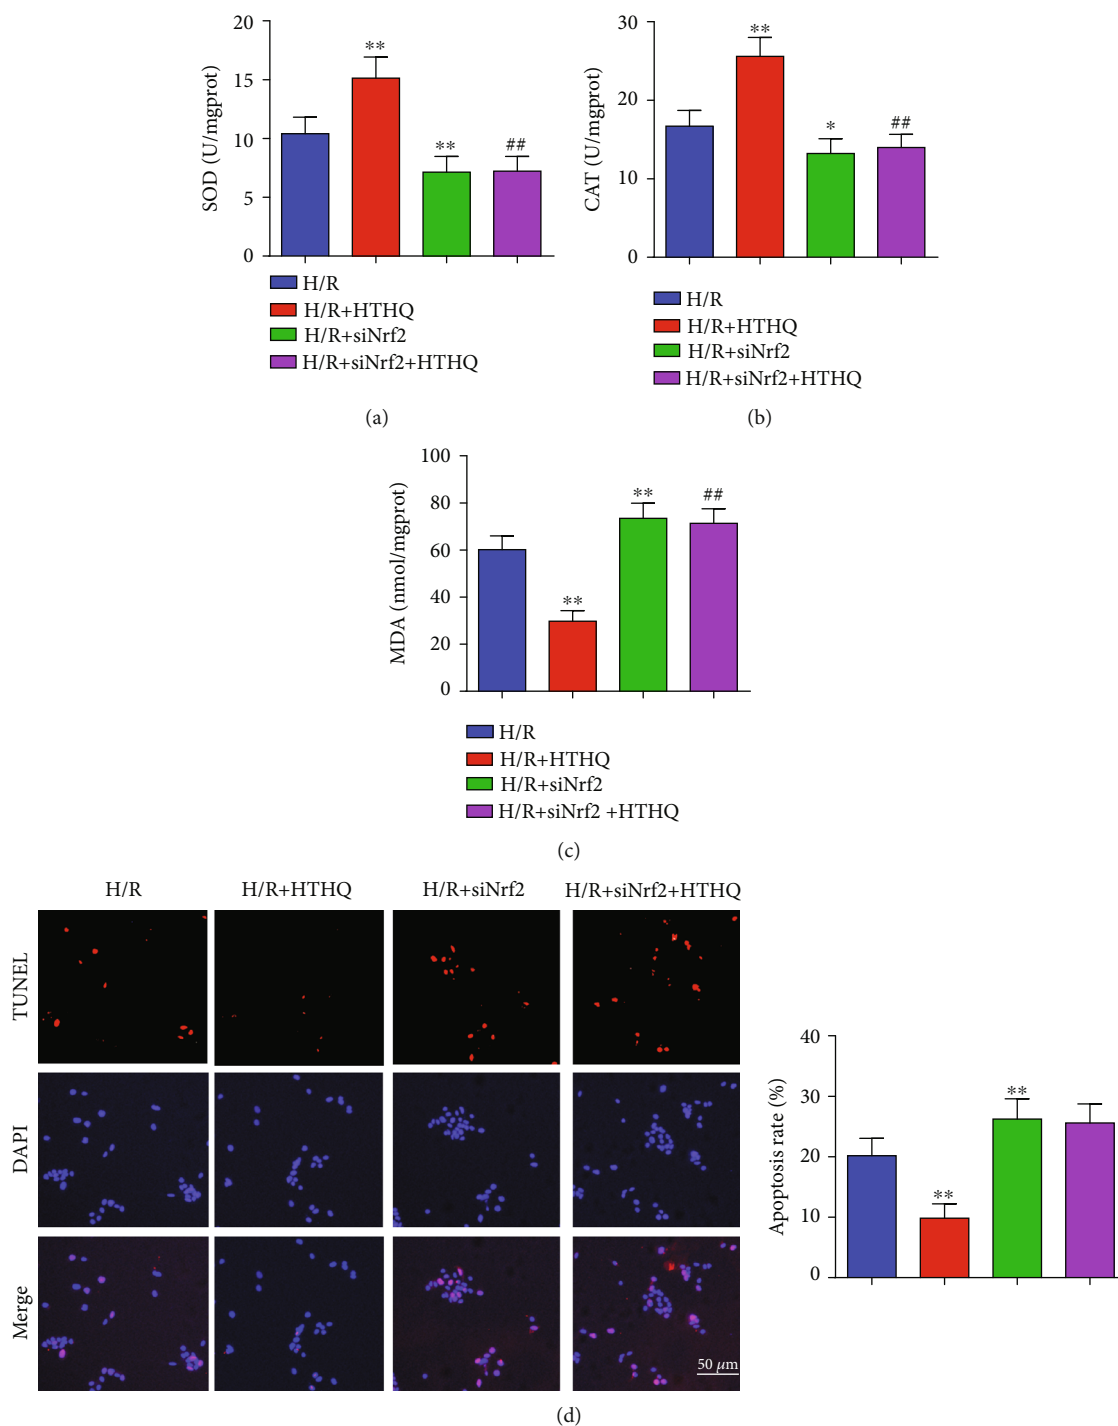 20
15
10
5
0
SOD (U/mgprot)
**
**
##
H/R
H/R+HTHQ
H/R+siNrf2
H/R+siNrf2+HTHQ
(a)
30
20
10
0
CAT (U/mgprot)
**
*
##
H/R
H/R+HTHQ
H/R+siNrf2
H/R+siNrf2+HTHQ
(b)
100
80
60
40
20
0
MDA (nmol/mgprot)
**
**
##
H/R
H/R+HTHQ
H/R+siNrf2
H/R+siNrf2 +HTHQ
(c)
H/R H/R+HTHQ H/R+siNrf2 H/R+siNrf2+HTHQ
TUNEL
DAPI
Merge
50 μm
40
30
20
10
0
Apoptosis rate (%)
**
**
(d)